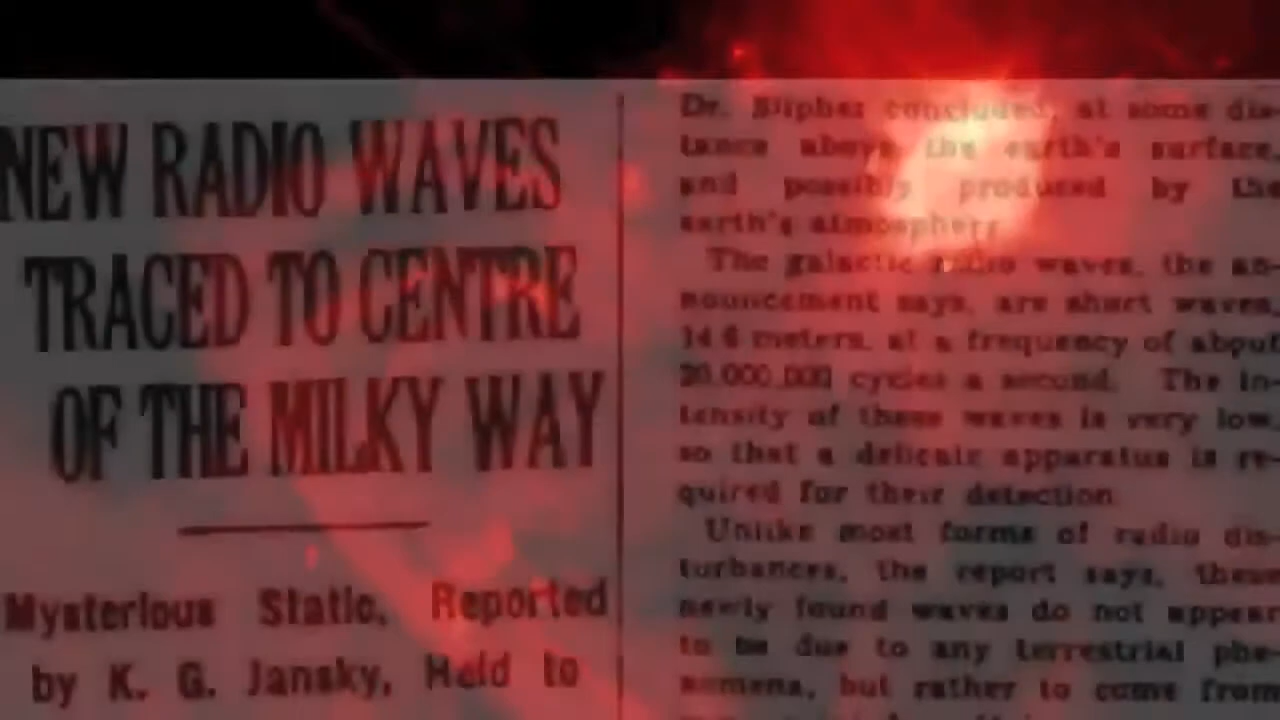 NEW RADIO WAVES
TRACED TO CENTRE
OF THE MILKY WAY
Mysterious Static, Reported
by K. G. Jansky, Held to
Dr. concluded, at some dis-
tance above the earth's surface,
and possibly produced by the
earth's atmosphere
The galactic radio waves, the an-
nouncement says, are short waves,
14.6 meters, at a frequency of about
20,000,000 cycles a second. The in-
tensity of these waves is very low,
so that a delicate apparatus is re-
quired for their detection.
Unlike most forms of radio dis-
turbances, the report says, these
newly found waves do not appear
to be due to any terrestrial phe-
nomena, but rather to come from